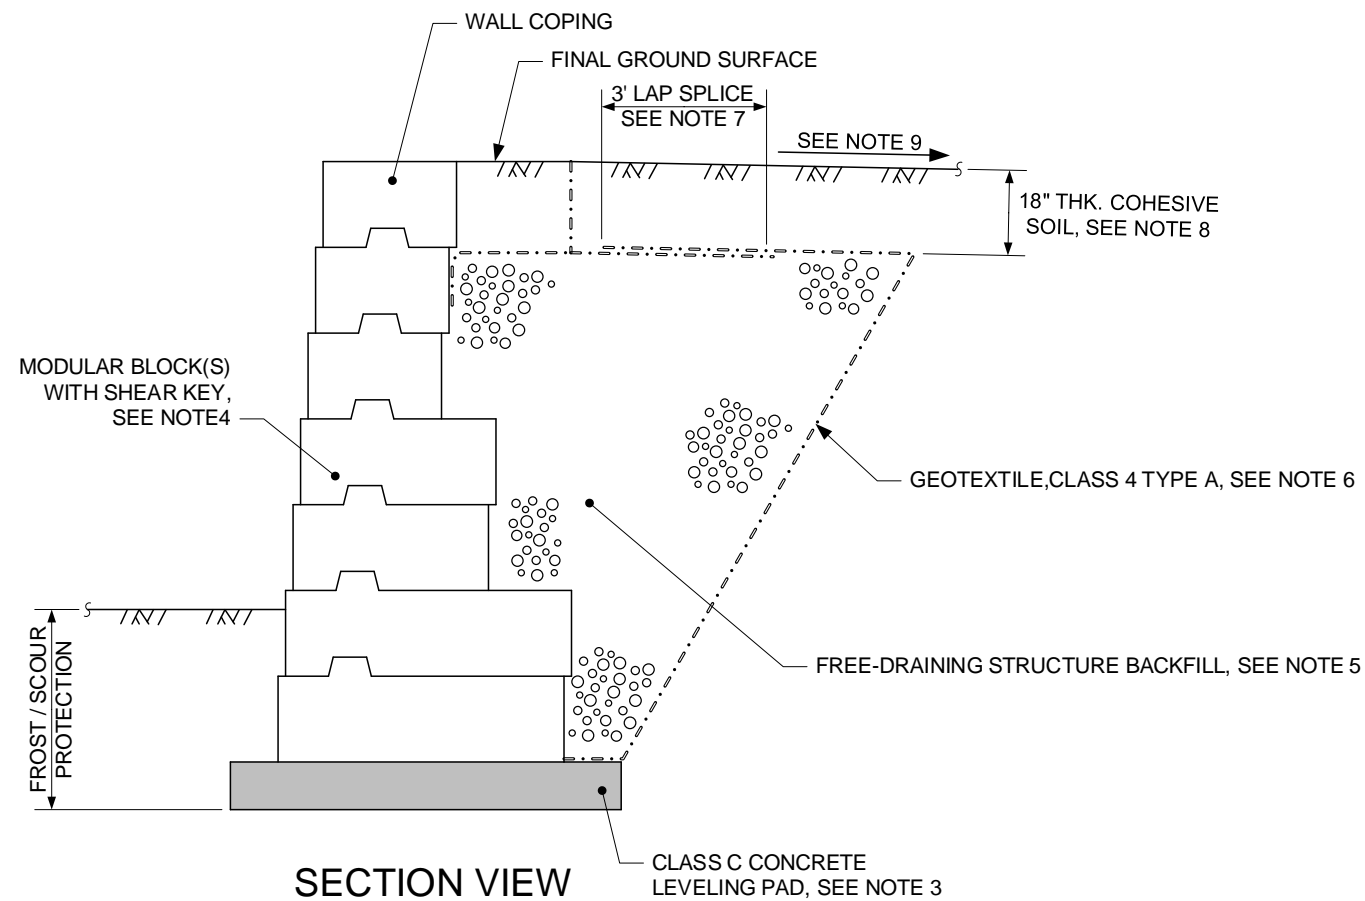 WALL COPING
FINAL GROUND SURFACE
3' LAP SPLICE
SEE NOTE 7
SEE NOTE 9
18" THK. COHESIVE
SOIL, SEE NOTE 8
MODULAR BLOCK(S)
WITH SHEAR KEY,
SEE NOTE4
GEOTEXTILE,CLASS 4 TYPE A, SEE NOTE 6
FREE-DRAINING STRUCTURE BACKFILL, SEE NOTE 5
FROST / SCOUR
PROTECTION
CLASS C CONCRETE
LEVELING PAD, SEE NOTE 3
SECTION VIEW